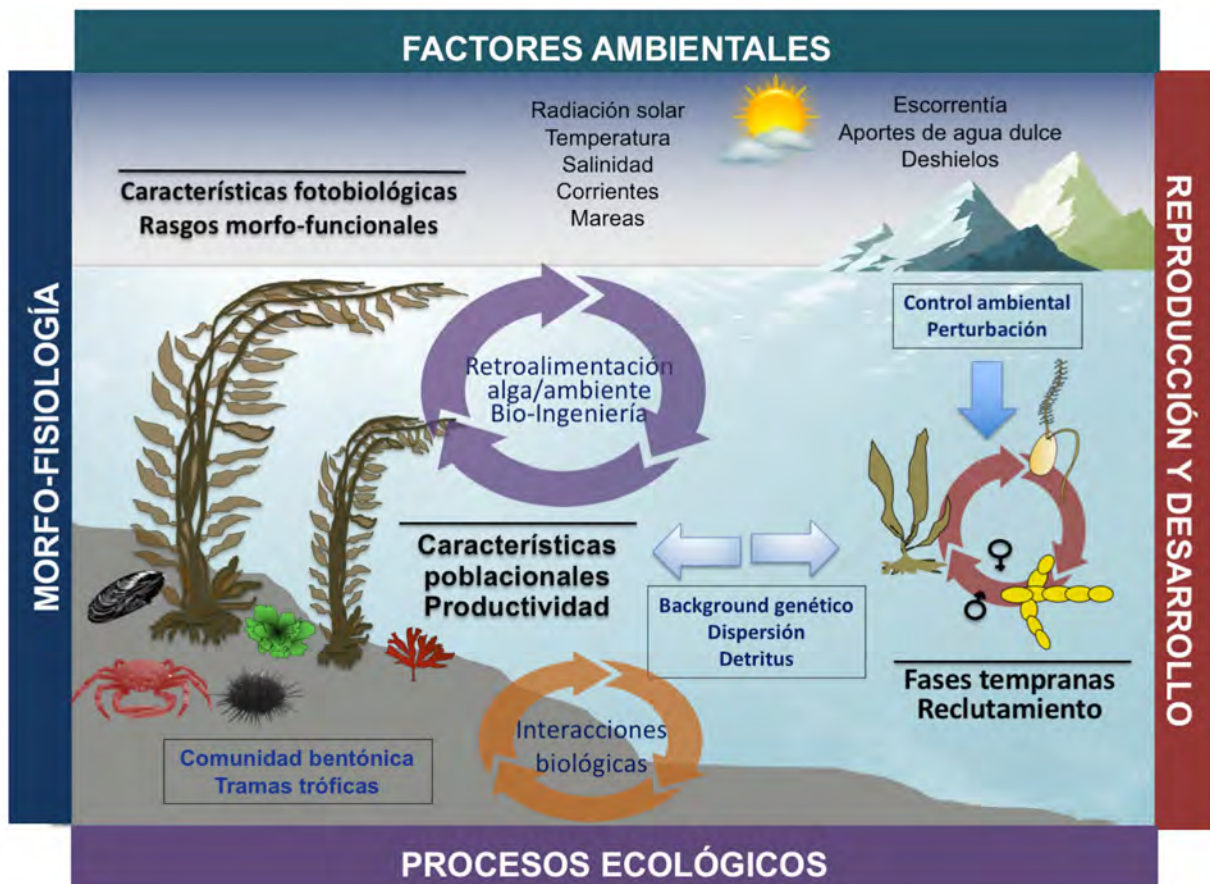 FACTORES AMBIENTALES
Radiación solar
Temperatura
Salinidad
Corrientes
Mareas
Escorrentía
Aportes de agua dulce
Deshielos
Características fotobiológicas
Rasgos morfo-funcionales
MORFO-FISIOLOGÍA
REPRODUCCIÓN Y DESARROLLO
Control ambiental
Perturbación
Retroalimentación
alga/ambiente
Bio-Ingeniería
Características
poblacionales
Productividad
♀
♂
Background genético
Dispersión
Detritus
Fases tempranas
Reclutamiento
Interacciones
biológicas
Comunidad bentónica
Tramas tróficas
PROCESOS ECOLÓGICOS